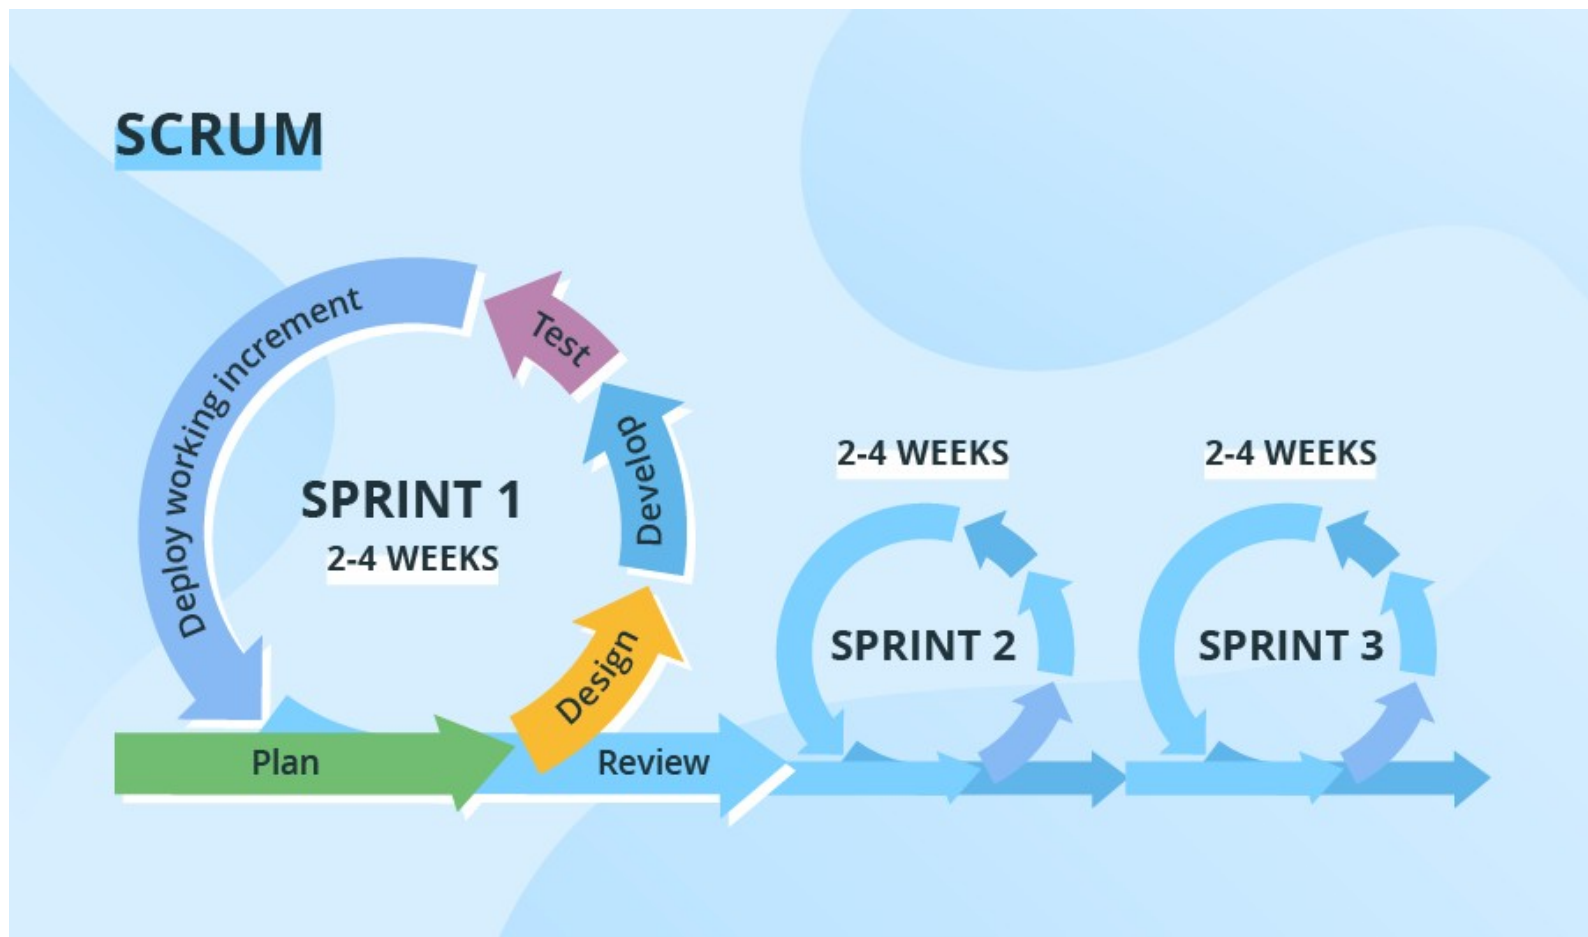 SCRUM
Deploy working increment
Test
Develop
SPRINT 1
2-4 WEEKS
Design
Plan
Review
2-4 WEEKS
SPRINT 2
2-4 WEEKS
SPRINT 3